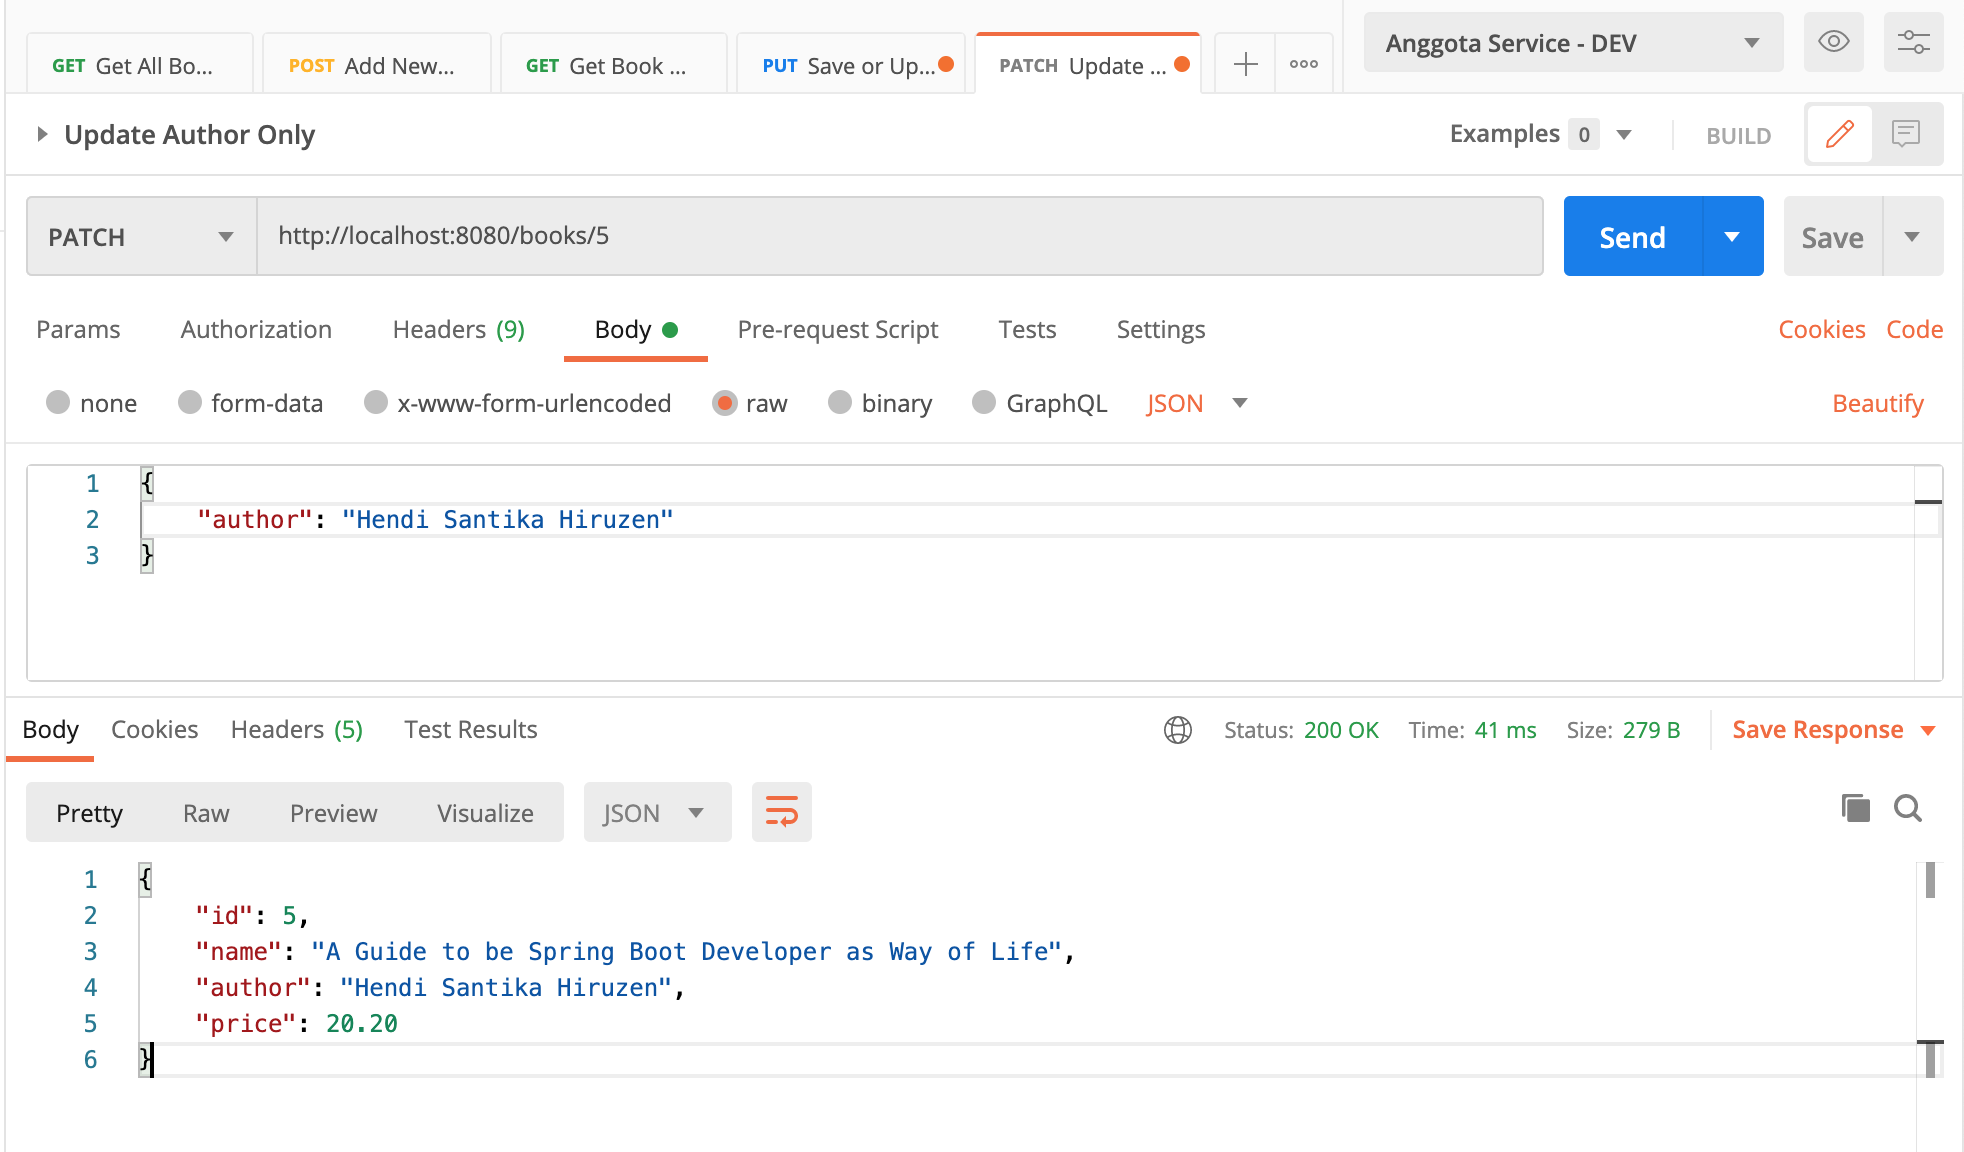 GET Get All Bo... POST Add New... GET Get Book ... PUT Save or Up... PATCH Update ... Anggota Service - DEV
Update Author Only Examples 0 BUILD
PATCH http://localhost:8080/books/5 Send Save
Params Authorization Headers (9) Body Pre-request Script Tests Settings Cookies Code
none form-data x-www-form-urlencoded raw binary GraphQL JSON Beautify
1 {
2 "author": "Hendi Santika Hiruzen"
3 }
Body Cookies Headers (5) Test Results Status: 200 OK Time: 41 ms Size: 279 B Save Response
Pretty Raw Preview Visualize JSON
1 {
2 "id": 5,
3 "name": "A Guide to be Spring Boot Developer as Way of Life",
4 "author": "Hendi Santika Hiruzen",
5 "price": 20.20
6 }